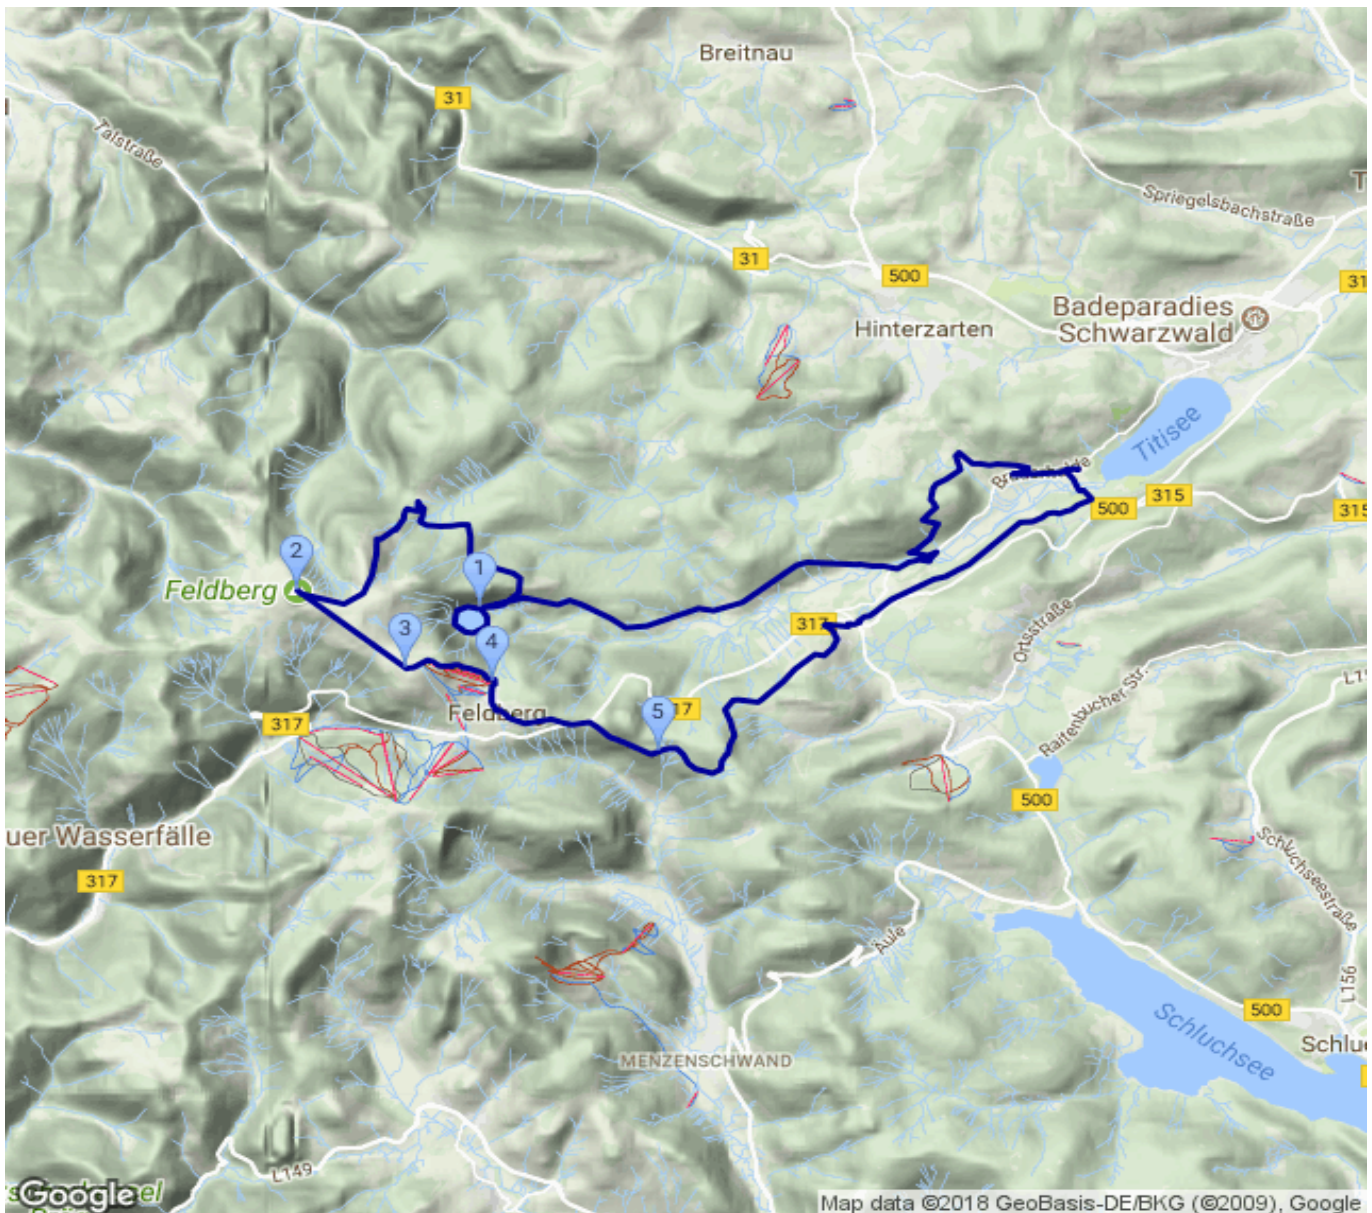 Breitnau
31
Talstraße
Spriegelsbachstraße
31
500
31
Badeparadies
Schwarzwald
Hinterzarten
Titisee
315
500
315
2
1
Feldberg
3
4
317
Ortsstraße
Raitenbucher Str.
5
317
Feldberg
17
500
uer Wasserfälle
317
Schluchseestraße
Äule
L156
500
Schluchsee
Schlu
MENZENSCHWAND
L149
Google
Map data ©2018 GeoBasis-DE/BKG (©2009), Google